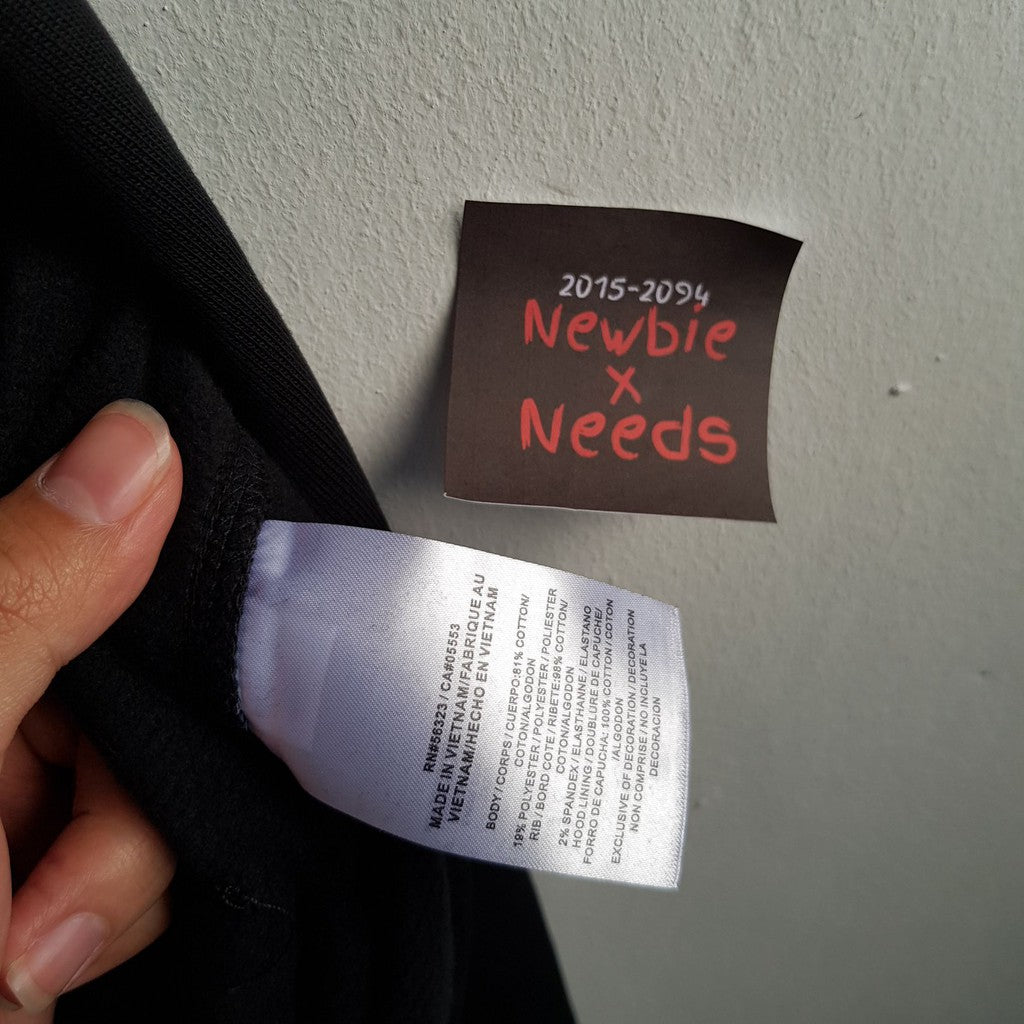 2015-2094
Newbie
x
Needs
RN#56323 / CA#05553
MADE IN VIETNAM/FABRIQUE AU
VIETNAM/HECHO EN VIETNAM
BODY / CORPS / CUERPO:81% COTTON/
COTON/ALGODON
19% POLYESTER / POLYESTER / POLIESTER
RIB / BORD COTE / RIBETE:98% COTTON/
COTON/ALGODON
2% SPANDEX / ELASTHANNE / ELASTANO
HOOD LINING / DOUBLURE DE CAPUCHE/
FORRO DE CAPUCHA: 100% COTTON / COTON
/ALGODON
EXCLUSIVE OF DECORATION / DECORATION
NON COMPRISE / NO INCLUYE LA
DECORACION